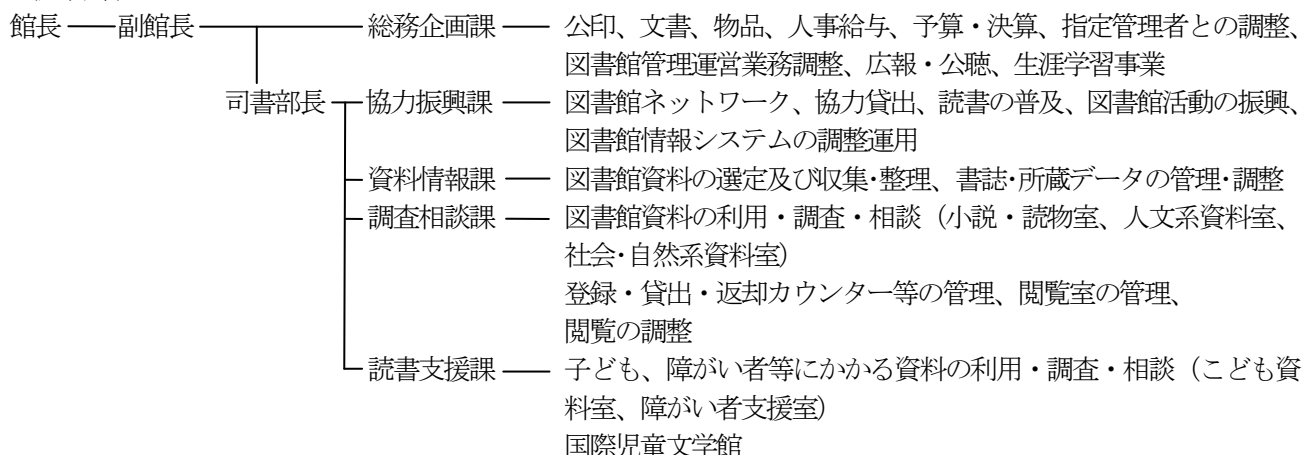 館長 副館長 総務企画課 公印、文書、物品、人事給与、予算・決算、指定管理者との調整、
図書館管理運営業務調整、広報・公聴、生涯学習事業
司書部長 協力振興課 図書館ネットワーク、協力貸出、読書の普及、図書館活動の振興、
図書館情報システムの調整運用
資料情報課 図書館資料の選定及び収集・整理、書誌・所蔵データの管理・調整
調査相談課 図書館資料の利用・調査・相談（小説・読物室、人文系資料室、
社会・自然系資料室）
登録・貸出・返却カウンター等の管理、閲覧室の管理、
閲覧の調整
読書支援課 子ども、障がい者等にかかる資料の利用・調査・相談（こども資
料室、障がい者支援室）
国際児童文学館